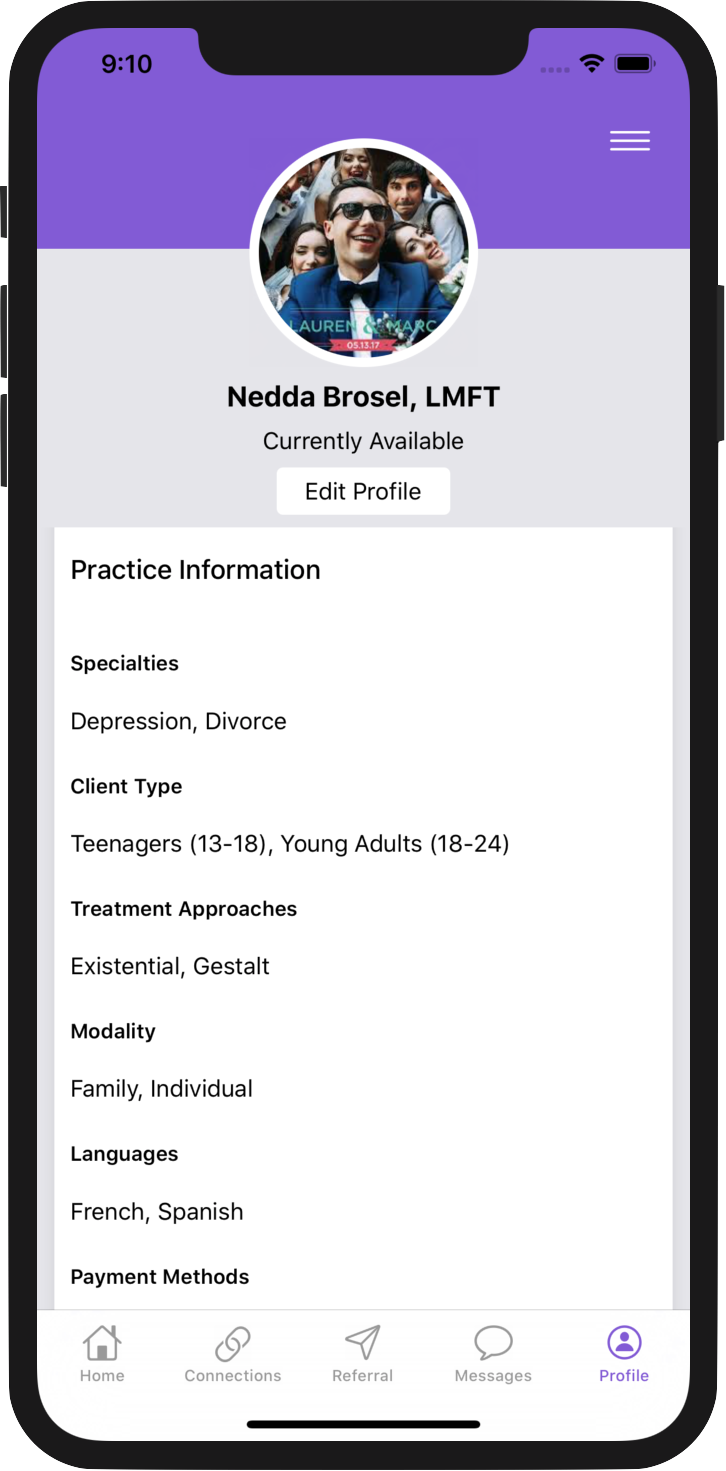 9:10
LAUREN & MARC
05.13.17
Nedda Brosel, LMFT
Currently Available
Edit Profile
Practice Information
Specialties
Depression, Divorce
Client Type
Teenagers (13-18), Young Adults (18-24)
Treatment Approaches
Existential, Gestalt
Modality
Family, Individual
Languages
French, Spanish
Payment Methods
Home
Connections
Referral
Messages
Profile